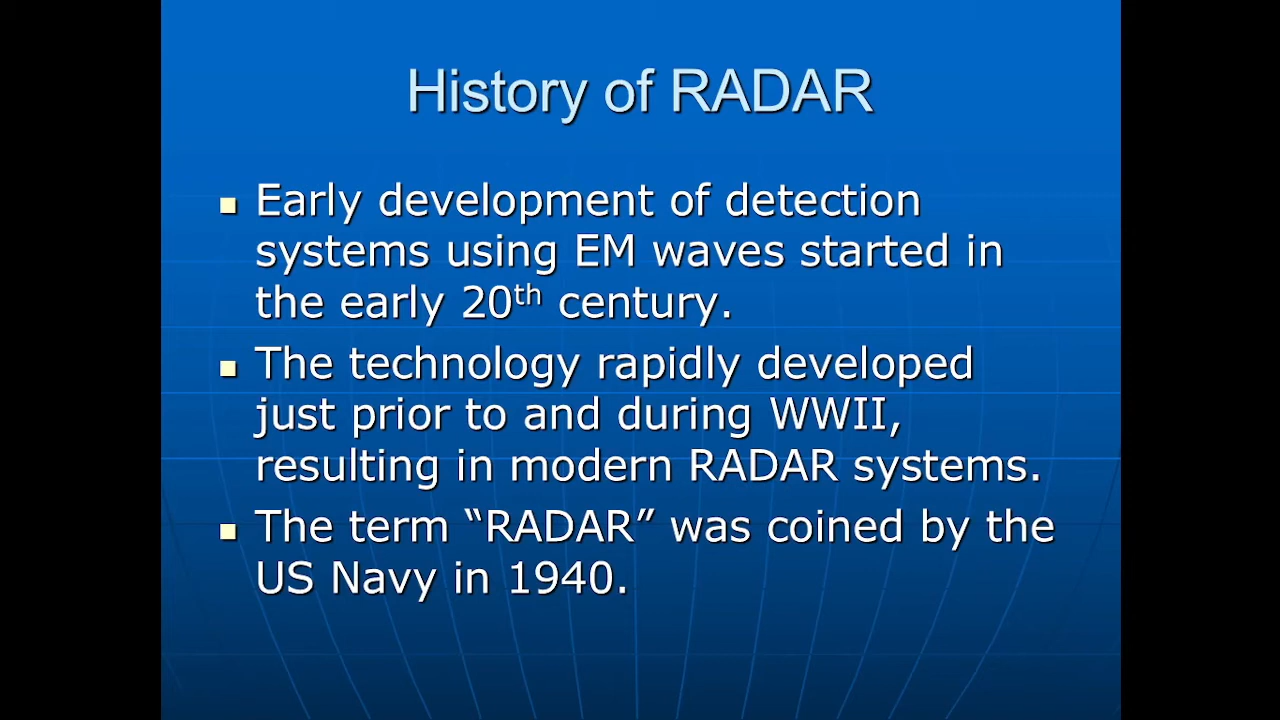 History of RADAR
Early development of detection
systems using EM waves started in
the early 20th century.
The technology rapidly developed
just prior to and during WWII,
resulting in modern RADAR systems.
The term “RADAR” was coined by the
US Navy in 1940.